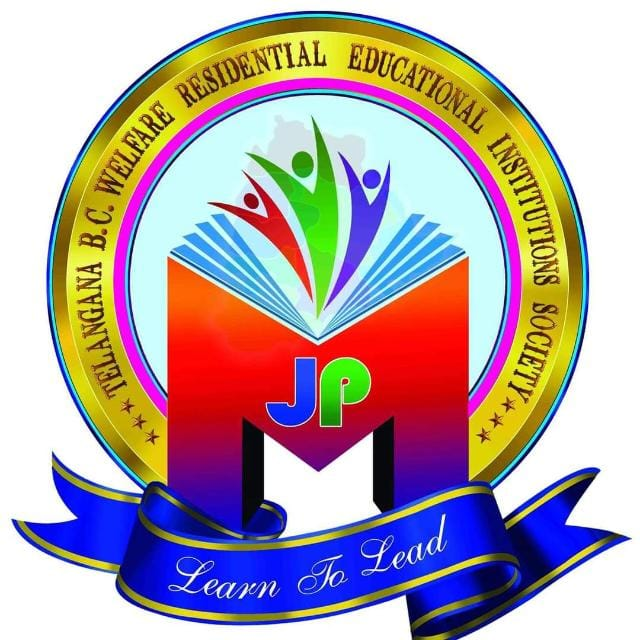 TELANGANA B.C. WELFARE RESIDENTIAL EDUCATIONAL INSTITUTIONS SOCIETY
M
JP
Learn To Lead